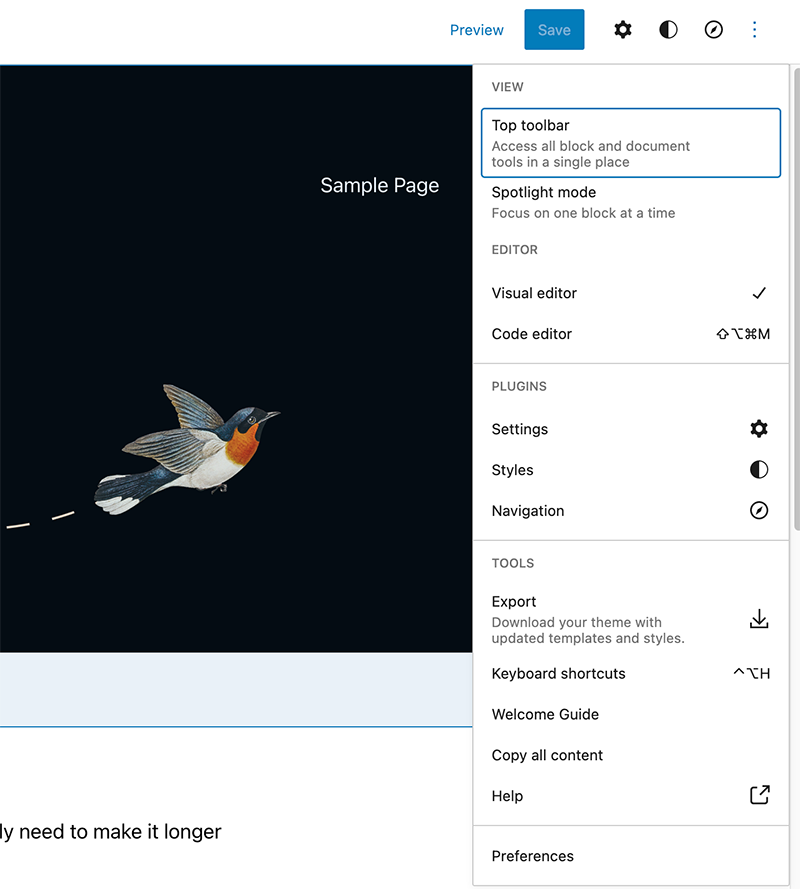 Preview Save
VIEW
Top toolbar
Access all block and document
tools in a single place
Sample Page
Spotlight mode
Focus on one block at a time
EDITOR
Visual editor
Code editor ⇧⌥⌘M
PLUGINS
Settings
Styles
Navigation
TOOLS
Export
Download your theme with
updated templates and styles.
Keyboard shortcuts ⌃⌥H
Welcome Guide
Copy all content
Help
ly need to make it longer
Preferences